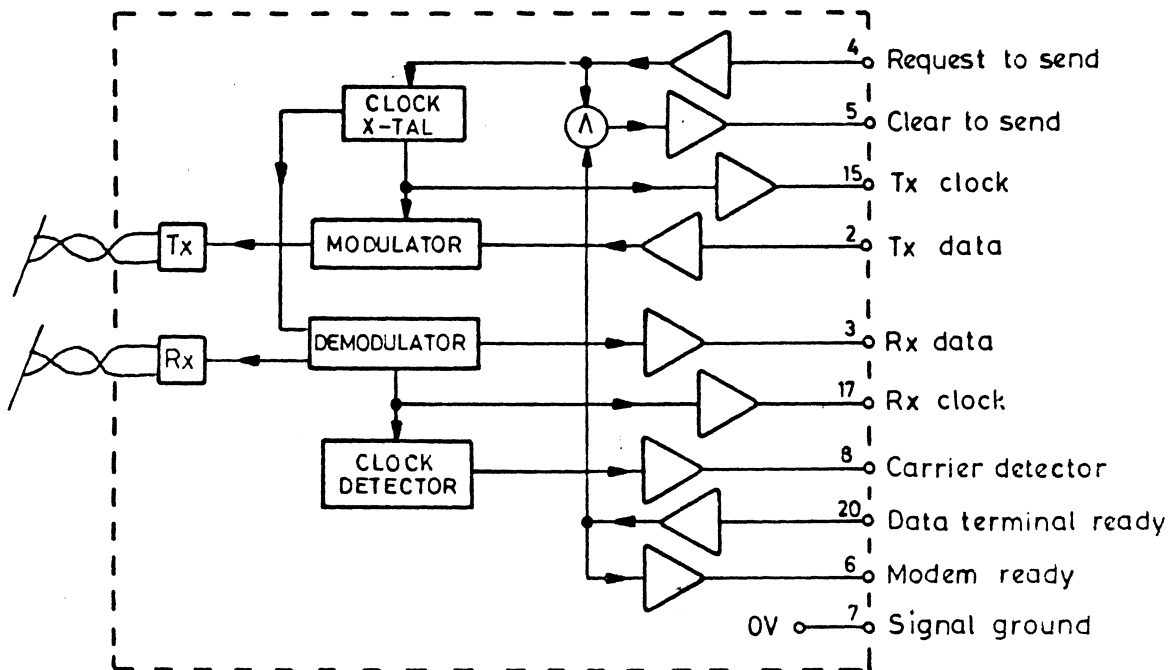 4 Request to send
CLOCK
X-TAL
Λ
5 Clear to send
15 Tx clock
Tx
MODULATOR
2 Tx data
Rx
DEMODULATOR
3 Rx data
17 Rx clock
CLOCK
DETECTOR
8 Carrier detector
20 Data terminal ready
6 Modem ready
0V 7 Signal ground